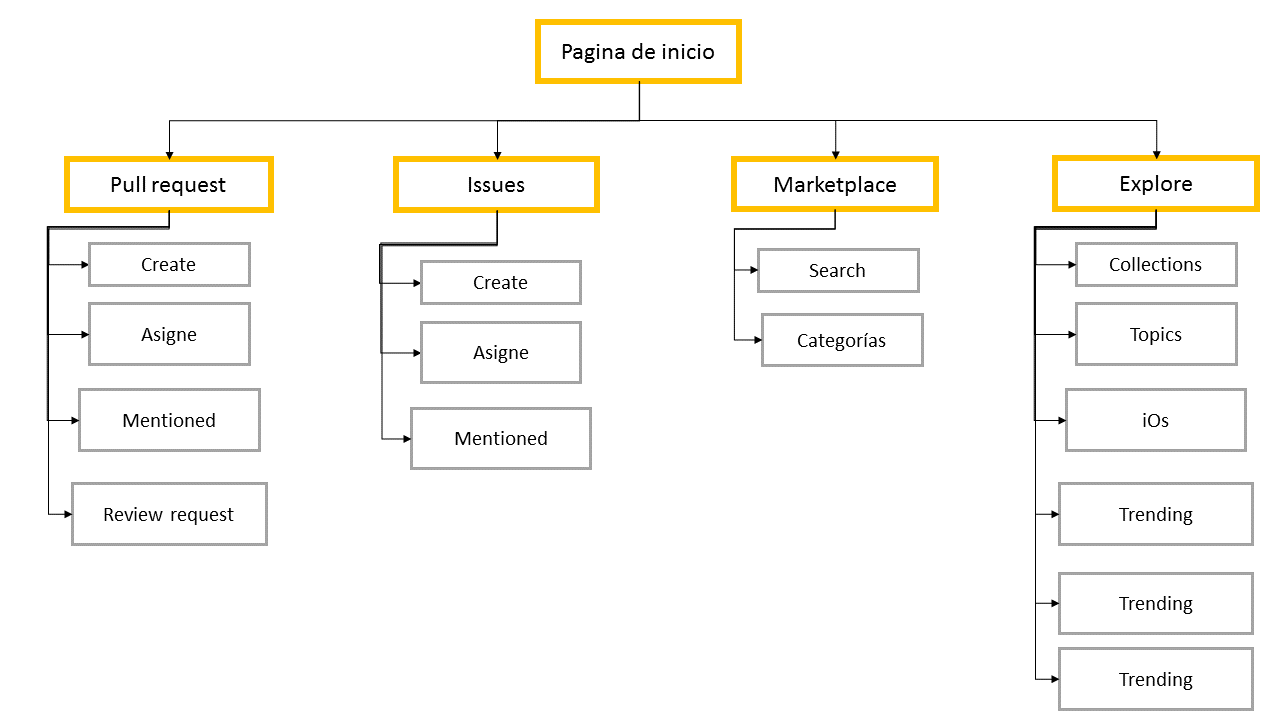 Pagina de inicio
Pull request
Issues
Marketplace
Explore
Create
Asigne
Mentioned
Review request
Create
Asigne
Mentioned
Search
Categorías
Collections
Topics
iOs
Trending
Trending
Trending